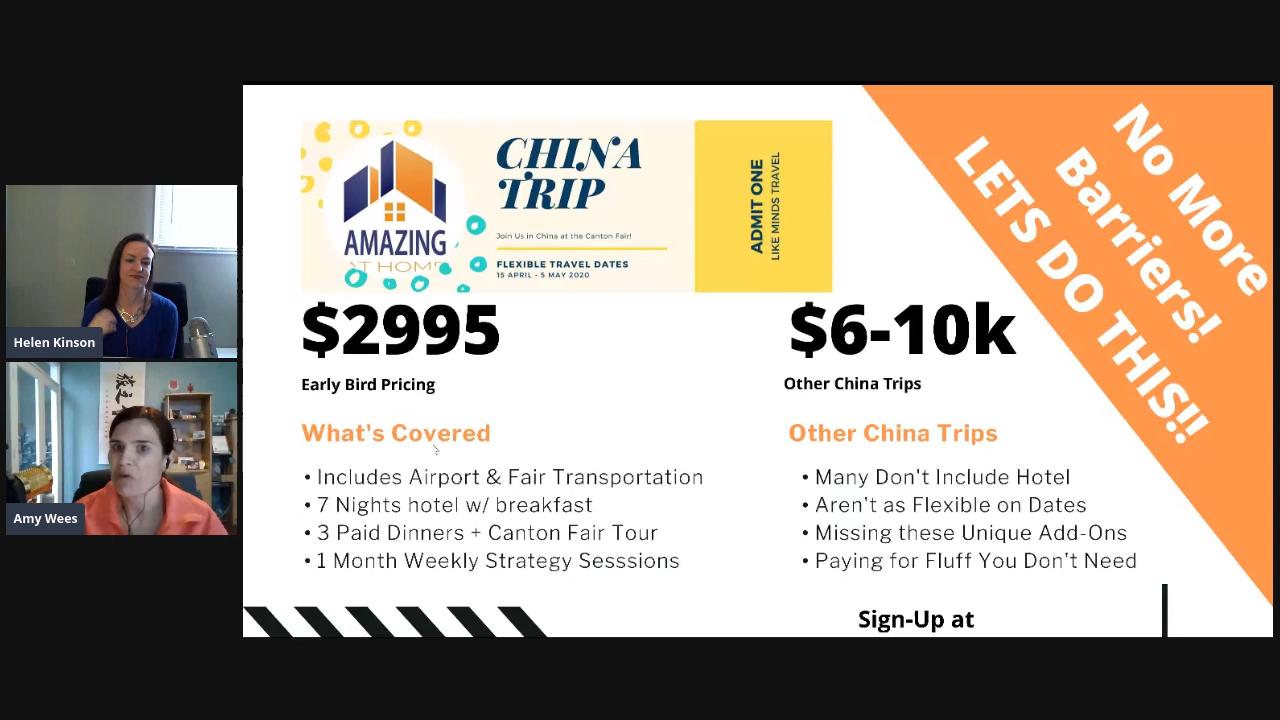 Helen Kinson
Amy Wees
AMAZING
AT HOME
CHINA
TRIP
Join Us in China at the Canton Fair!
FLEXIBLE TRAVEL DATES
15 APRIL - 5 MAY 2020
ADMIT ONE
LIKE MINDS TRAVEL
No More
Barriers!
LETS DO THIS!!
$2995
Early Bird Pricing
What's Covered
• Includes Airport & Fair Transportation
• 7 Nights hotel w/ breakfast
• 3 Paid Dinners + Canton Fair Tour
• 1 Month Weekly Strategy Sesssions
$6-10k
Other China Trips
Other China Trips
• Many Don't Include Hotel
• Aren't as Flexible on Dates
• Missing these Unique Add-Ons
• Paying for Fluff You Don't Need
Sign-Up at